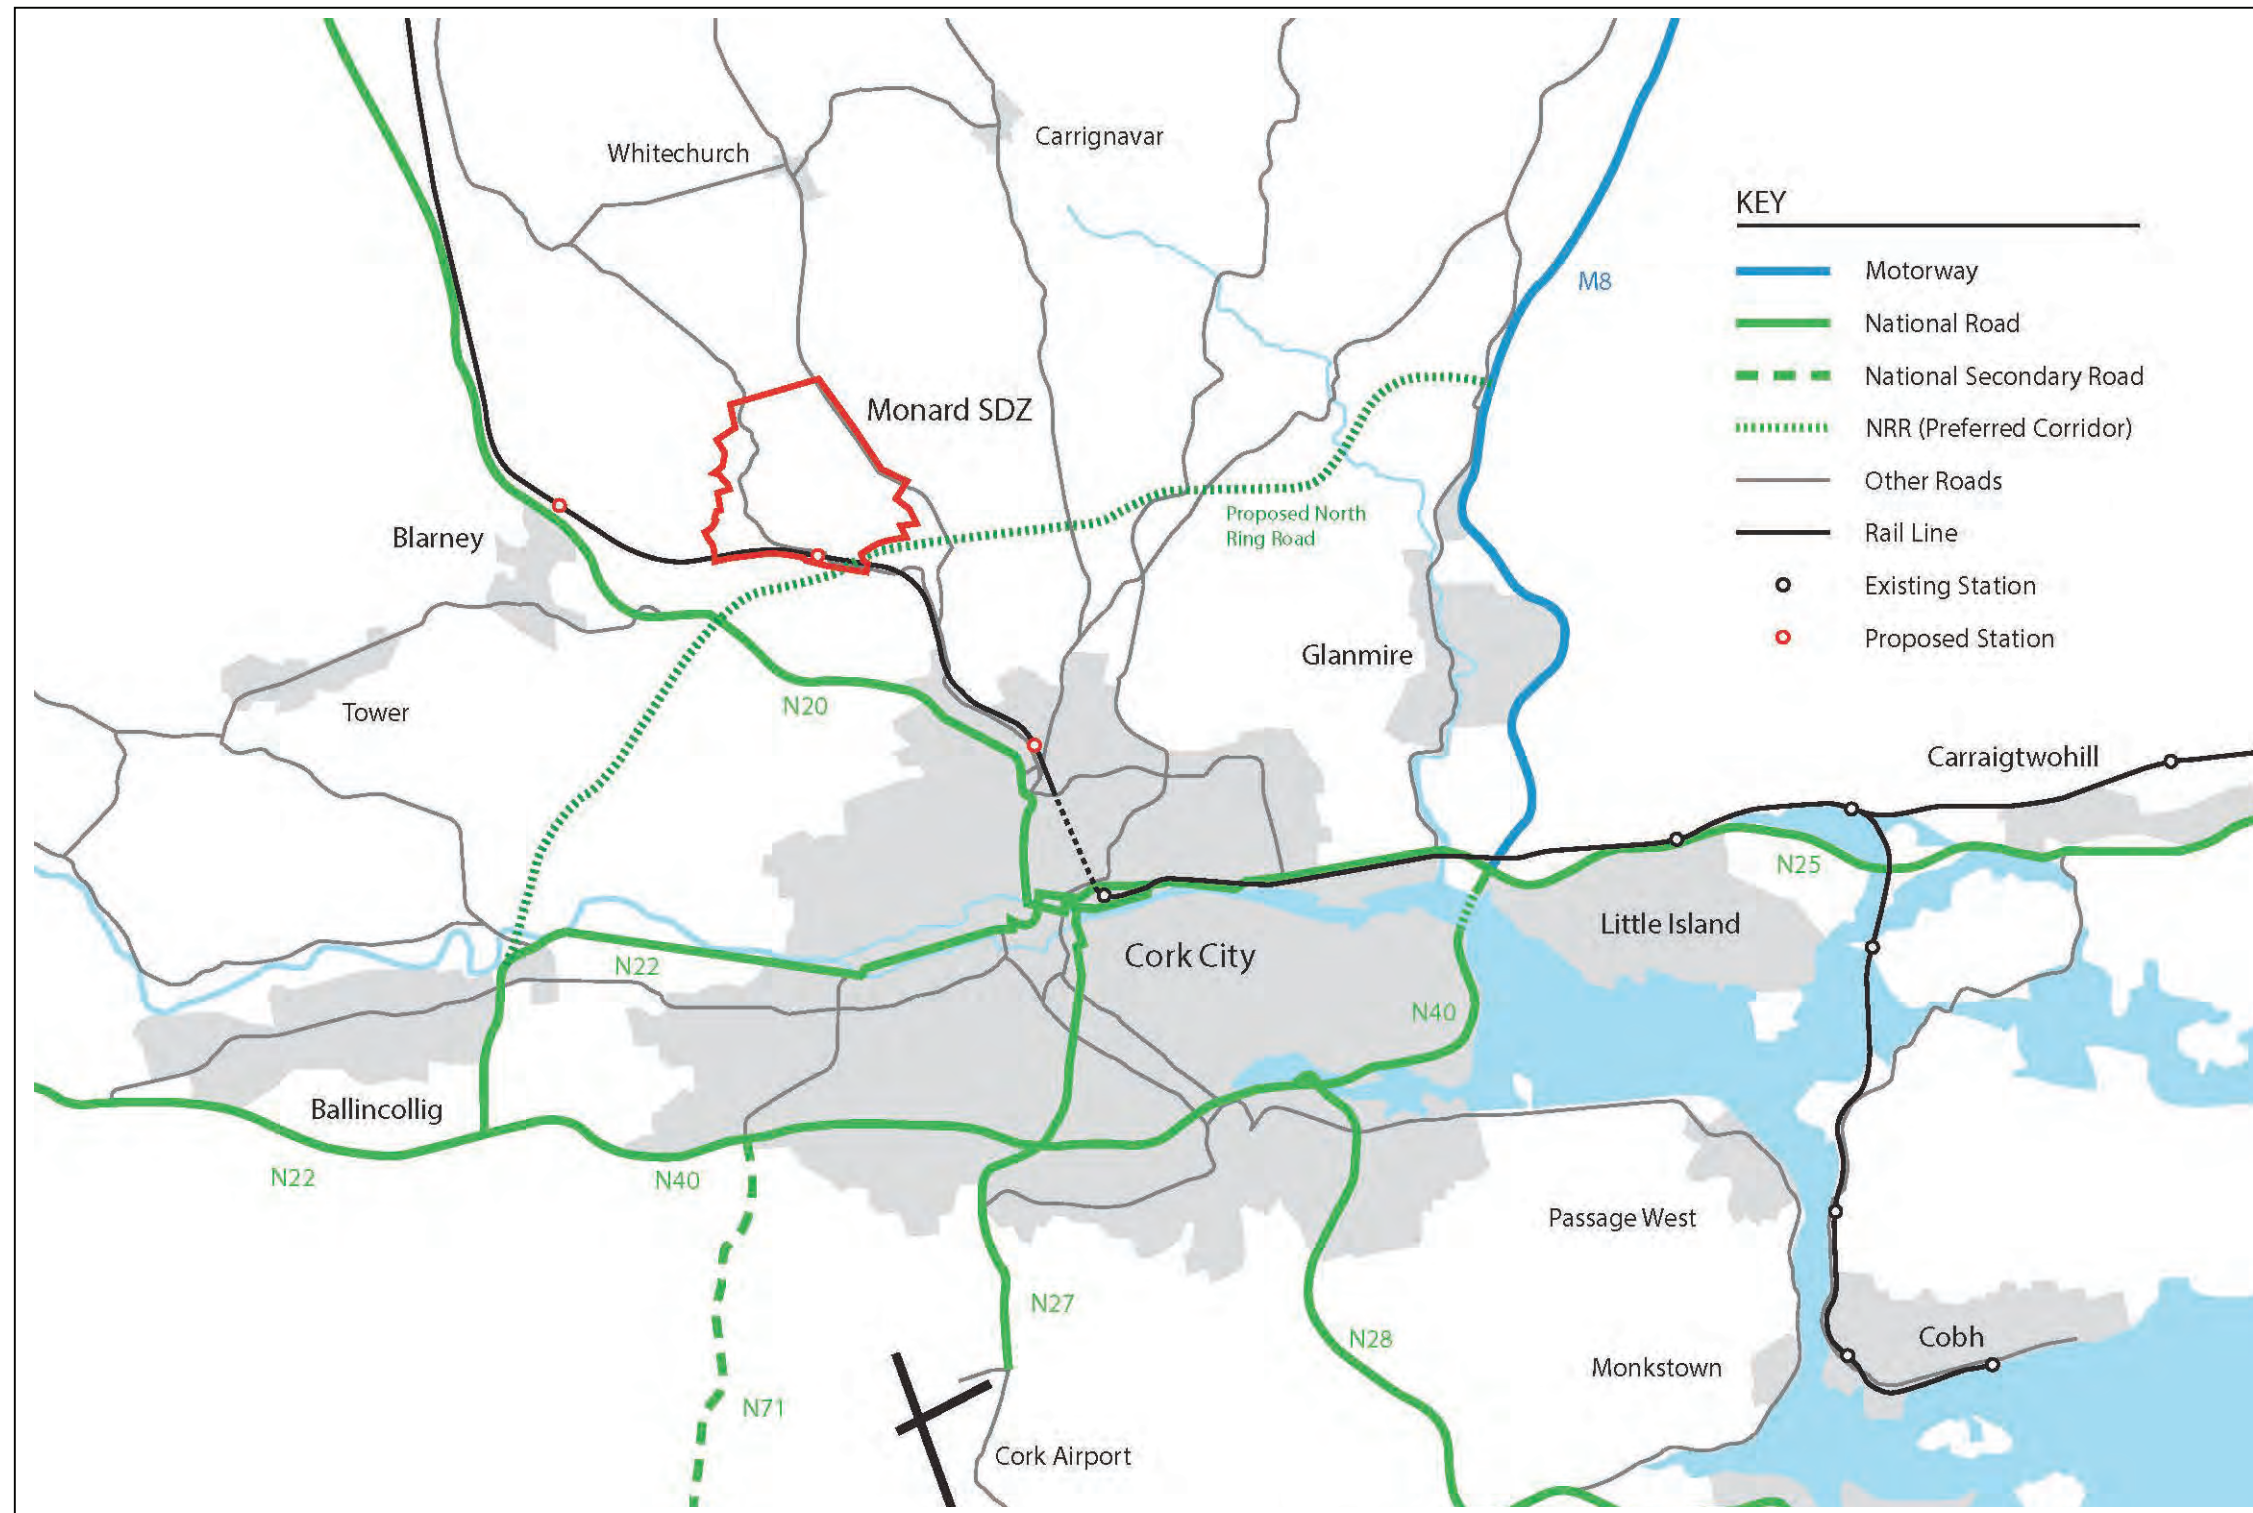 Whitechurch
Carrignavar
KEY
Motorway
M8
National Road
National Secondary Road
Monard SDZ
NRR (Preferred Corridor)
Other Roads
Proposed North
Ring Road
Rail Line
Blarney
Existing Station
Proposed Station
Glanmire
Tower
N20
Carraigtwohill
N25
Little Island
Cork City
N22
N40
Ballincollig
N22
N40
Passage West
N27
N28
Cobh
Monkstown
N71
Cork Airport